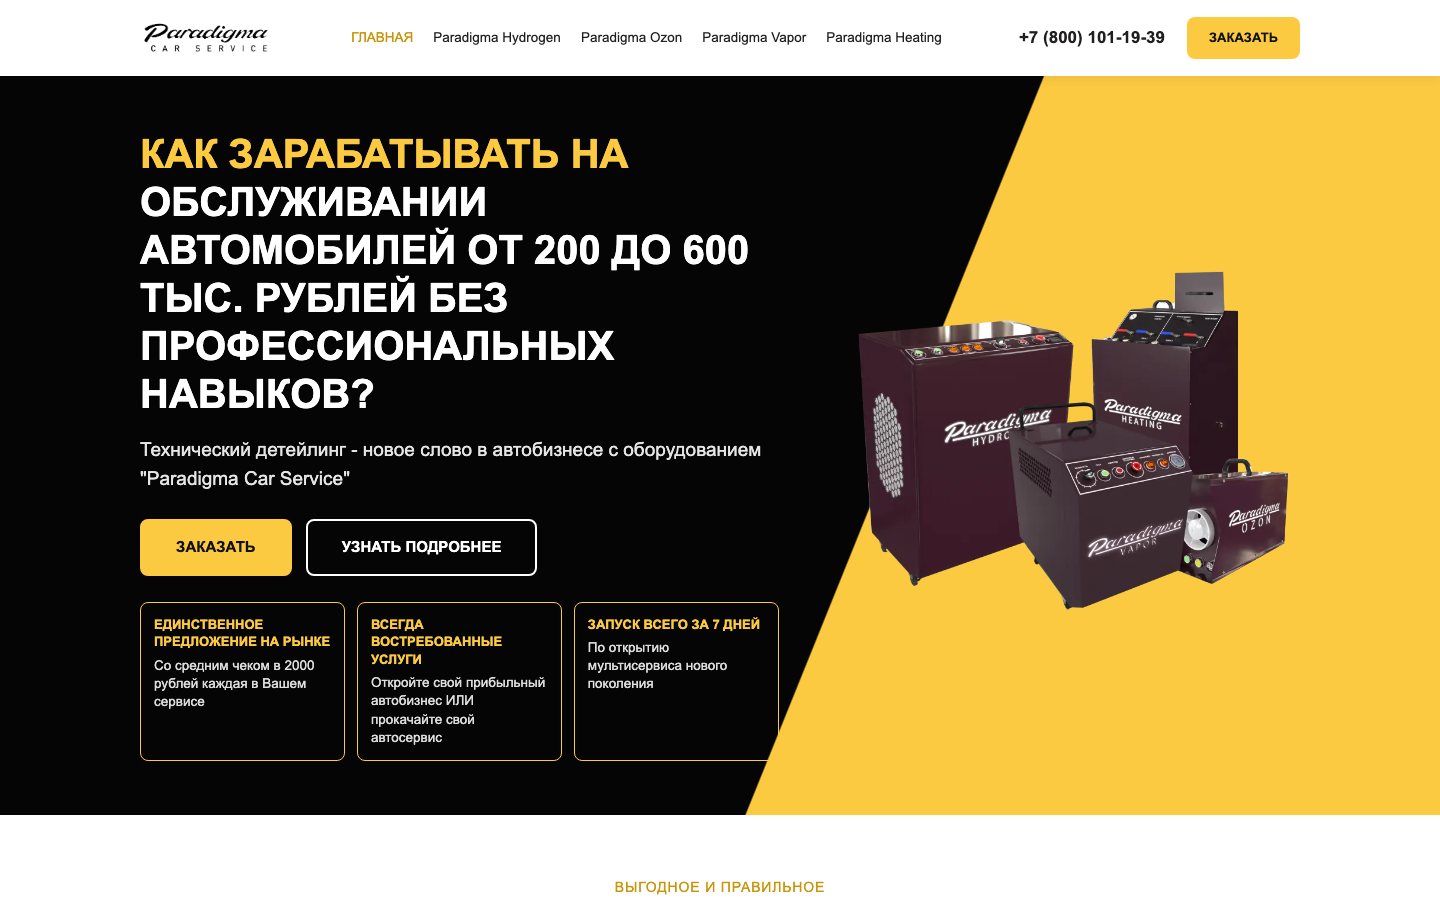 Paradigma
CAR SERVICE
ГЛАВНАЯ
Paradigma Hydrogen
Paradigma Ozon
Paradigma Vapor
Paradigma Heating
+7 (800) 101-19-39
ЗАКАЗАТЬ
КАК ЗАРАБАТЫВАТЬ НА
ОБСЛУЖИВАНИИ
АВТОМОБИЛЕЙ ОТ 200 ДО 600
ТЫС. РУБЛЕЙ БЕЗ
ПРОФЕССИОНАЛЬНЫХ
НАВЫКОВ?
Технический детейлинг - новое слово в автобизнесе с оборудованием
"Paradigma Car Service"
ЗАКАЗАТЬ
УЗНАТЬ ПОДРОБНЕЕ
ЕДИНСТВЕННОЕ
ПРЕДЛОЖЕНИЕ НА РЫНКЕ
Со средним чеком в 2000
рублей каждая в Вашем
сервисе
ВСЕГДА
ВОСТРЕБОВАННЫЕ
УСЛУГИ
Откройте свой прибыльный
автобизнес ИЛИ
прокачайте свой
автосервис
ЗАПУСК ВСЕГО ЗА 7 ДНЕЙ
По открытию
мультисервиса нового
поколения
Paradigma
HYDRO
Paradigma
HEATING
Paradigma
VAPOR
Paradigma
OZON
ВЫГОДНОЕ И ПРАВИЛЬНОЕ